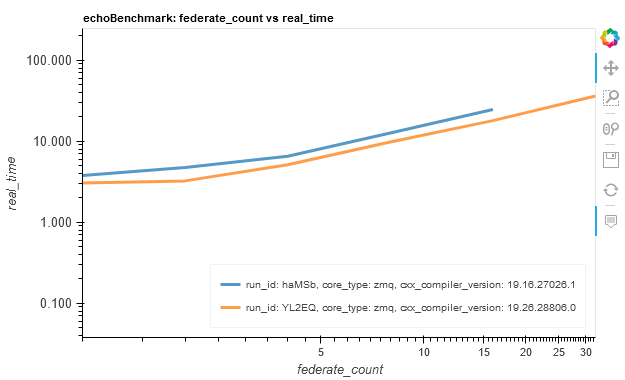 echoBenchmark: federate_count vs real_time
100.000
10.000
1.000
0.100
real_time
run_id: haMSb, core_type: zmq, cxx_compiler_version: 19.16.27026.1
run_id: YL2EQ, core_type: zmq, cxx_compiler_version: 19.26.28806.0
5 10 15 20 25 30
federate_count